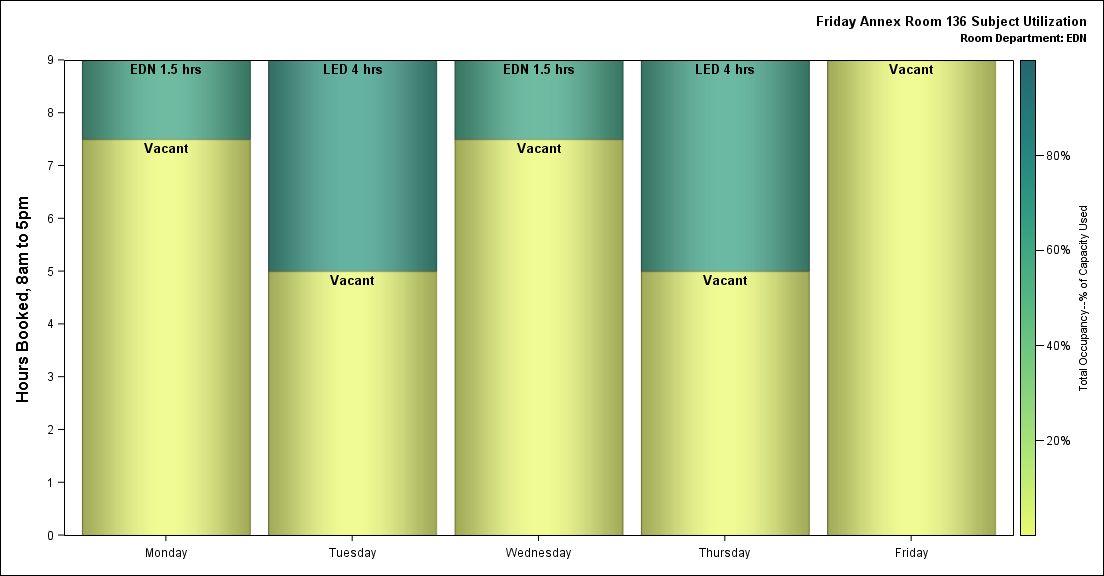 Friday Annex Room 136 Subject Utilization
Room Department: EDN
Hours Booked, 8am to 5pm
9
8
7
6
5
4
3
2
1
0
EDN 1.5 hrs
Vacant
LED 4 hrs
Vacant
EDN 1.5 hrs
Vacant
LED 4 hrs
Vacant
Vacant
Monday
Tuesday
Wednesday
Thursday
Friday
80%
60%
40%
20%
Total Occupancy--% of Capacity Used